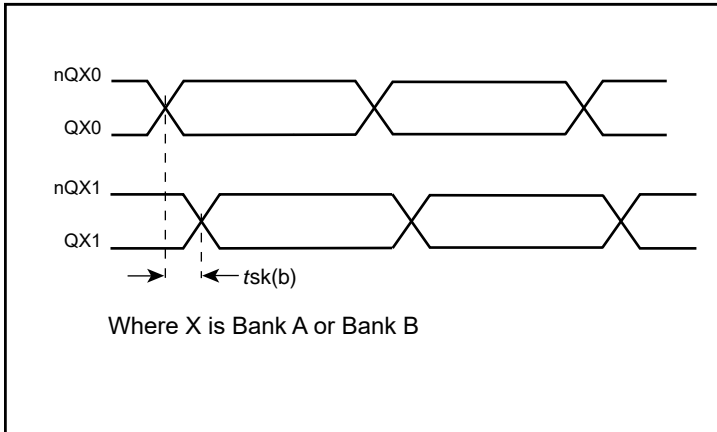 nQX0
QX0
nQX1
QX1
tsk(b)
Where X is Bank A or Bank B